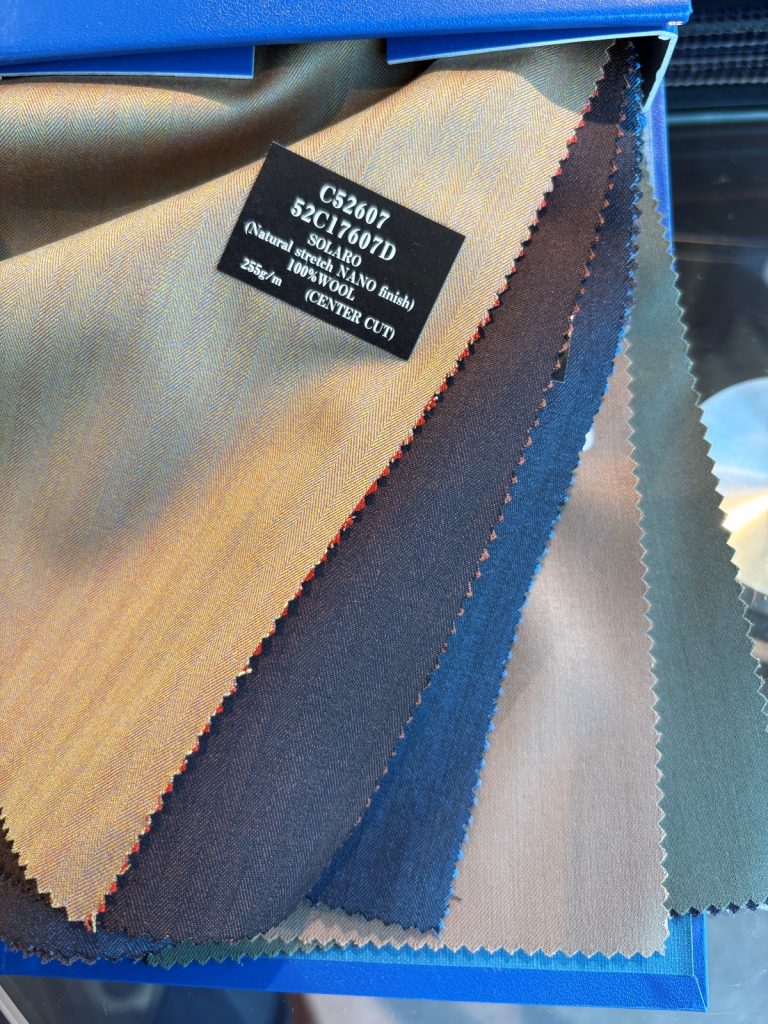 C52607
52C17607D
SOLARO
(Natural stretch NANO finish)
100%WOOL
255g/m (CENTER CUT)